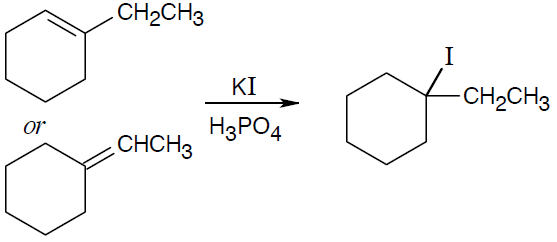 CH₂CH₃
KI
H₃PO₄
I
CH₂CH₃
or
CHCH₃